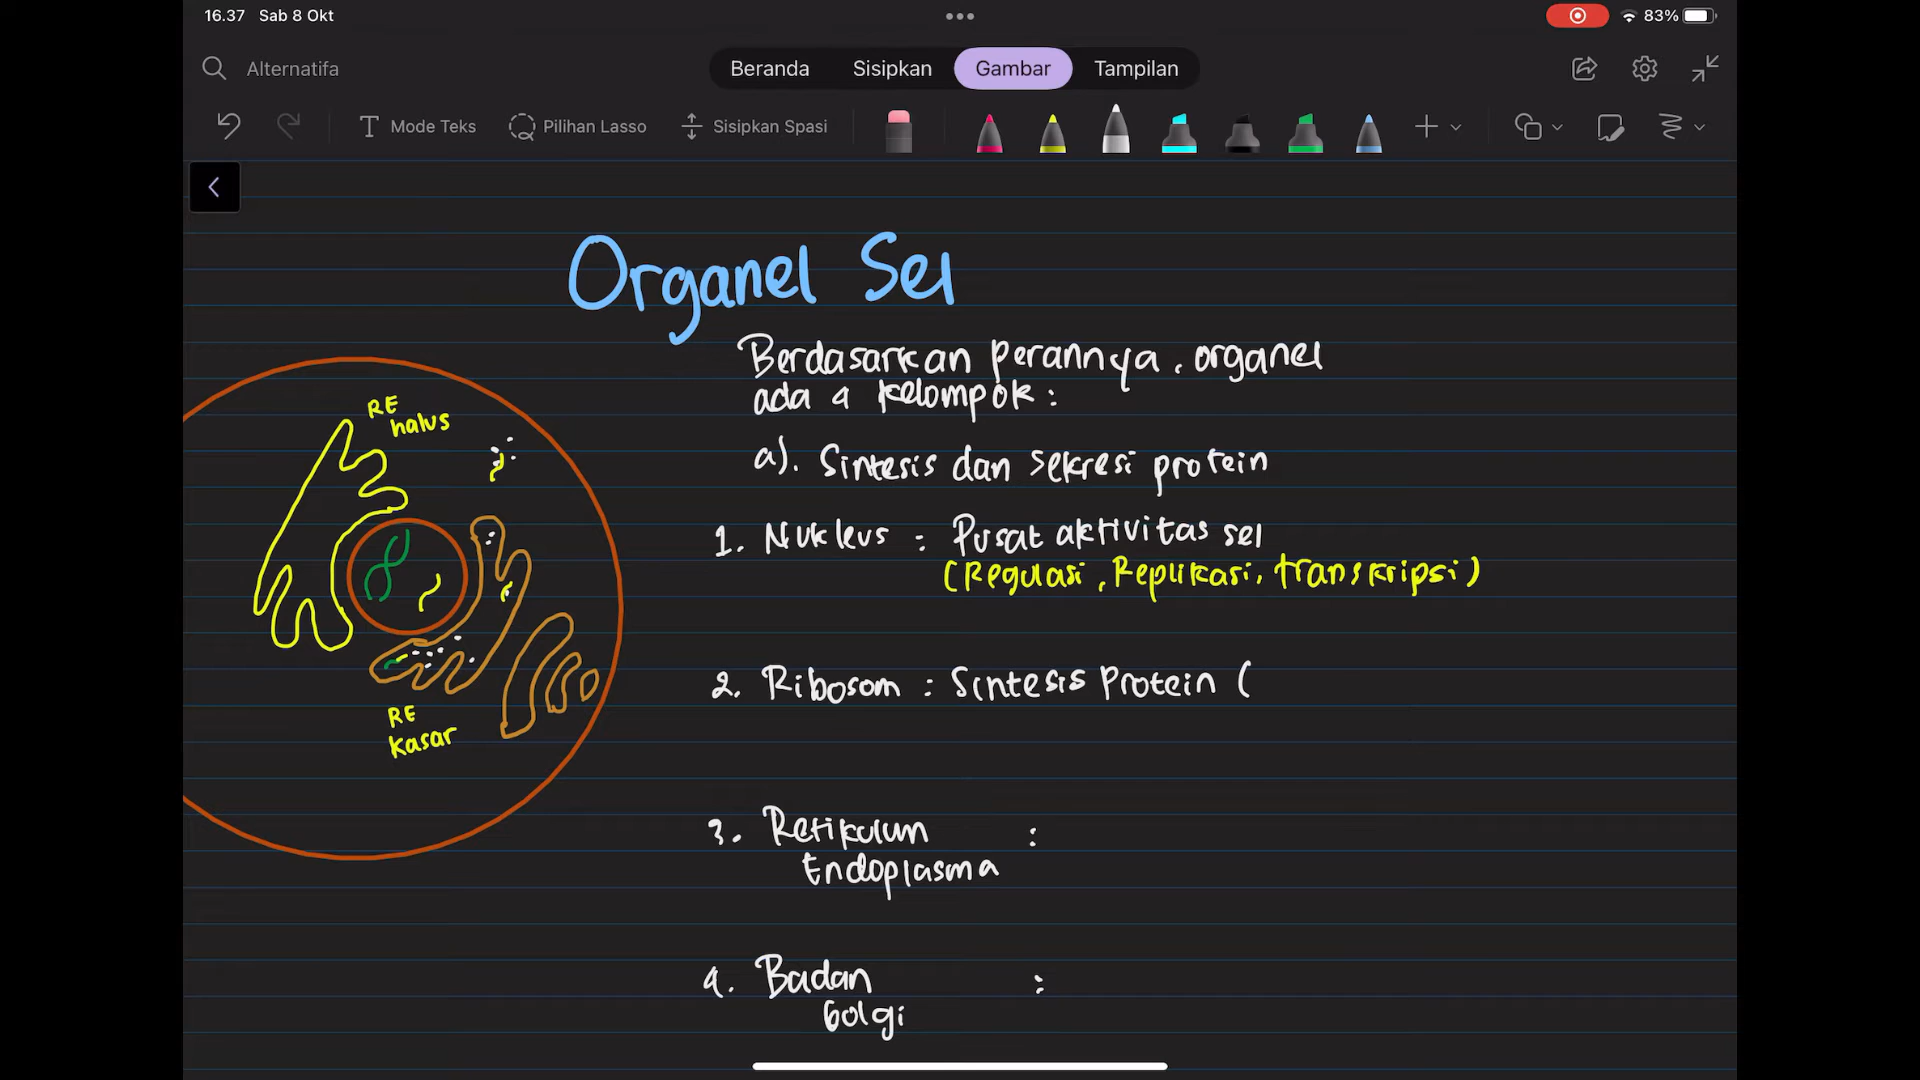 16.37 Sab 8 Okt
83%
Alternatifa
Beranda Sisipkan Gambar Tampilan
Mode Teks Pilihan Lasso Sisipkan Spasi
Organel Sel
Berdasarkan perannya, organel
ada 4 kelompok :
a). Sintesis dan sekresi protein
RE
halus
1. Nukleus : Pusat aktivitas sel
(Regulasi, Replikasi, transkripsi)
2. Ribosom : Sintesis Protein (
RE
kasar
3. Retikulum :
Endoplasma
4. Badan :
Golgi